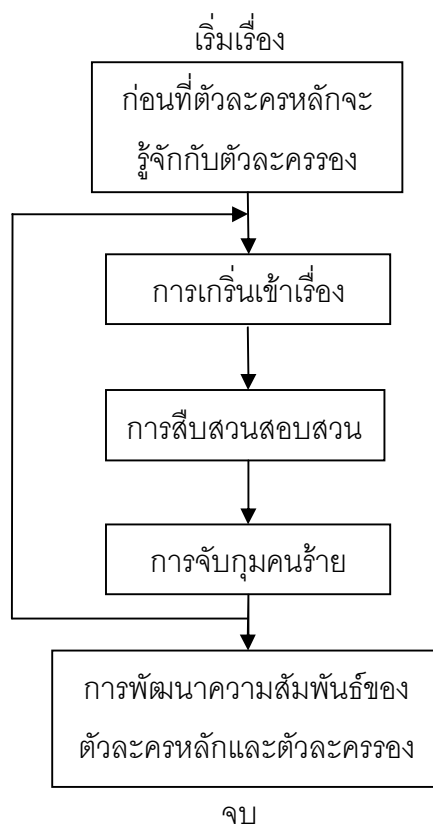 เริ่มเรื่อง
ก่อนที่ตัวละครหลักจะ
รู้จักกับตัวละครรอง
การเกริ่นเข้าเรื่อง
การสืบสวนสอบสวน
การจับกุมคนร้าย
การพัฒนาความสัมพันธ์ของ
ตัวละครหลักและตัวละครรอง
จบ